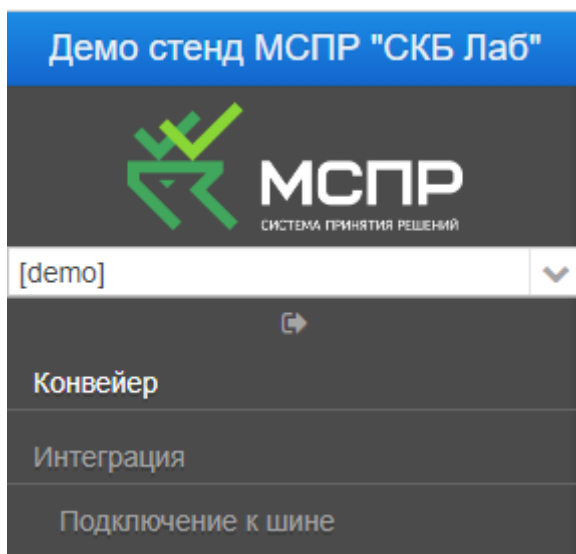 Демо стенд МСПР "СКБ Лаб"
МСПР
СИСТЕМА ПРИНЯТИЯ РЕШЕНИЙ
[demo]
Конвейер
Интеграция
Подключение к шине